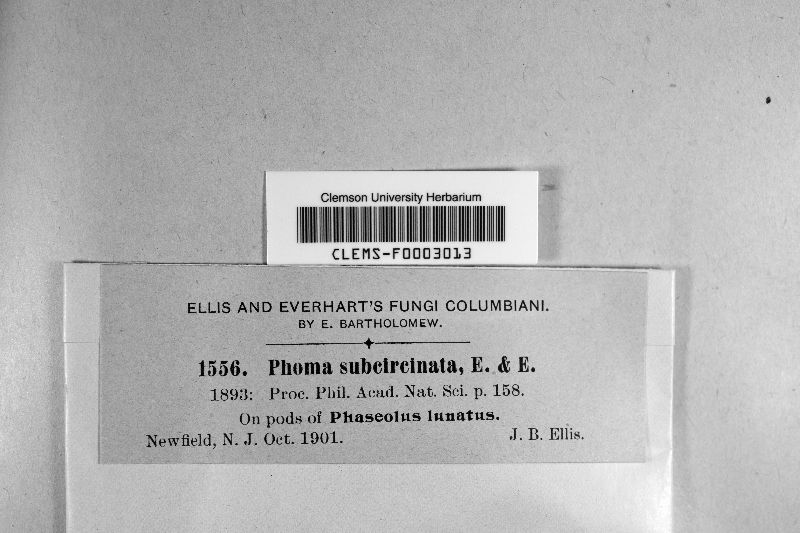 Clemson University Herbarium
CLEMS-F0003013
ELLIS AND EVERHART'S FUNGI COLUMBIANI.
BY E. BARTHOLOMEW.
1556. Phoma subcircinata, E. & E.
1893: Proc. Phil. Acad. Nat. Sci. p. 158.
On pods of Phaseolus lunatus.
Newfield, N. J. Oct. 1901. J. B. Ellis.